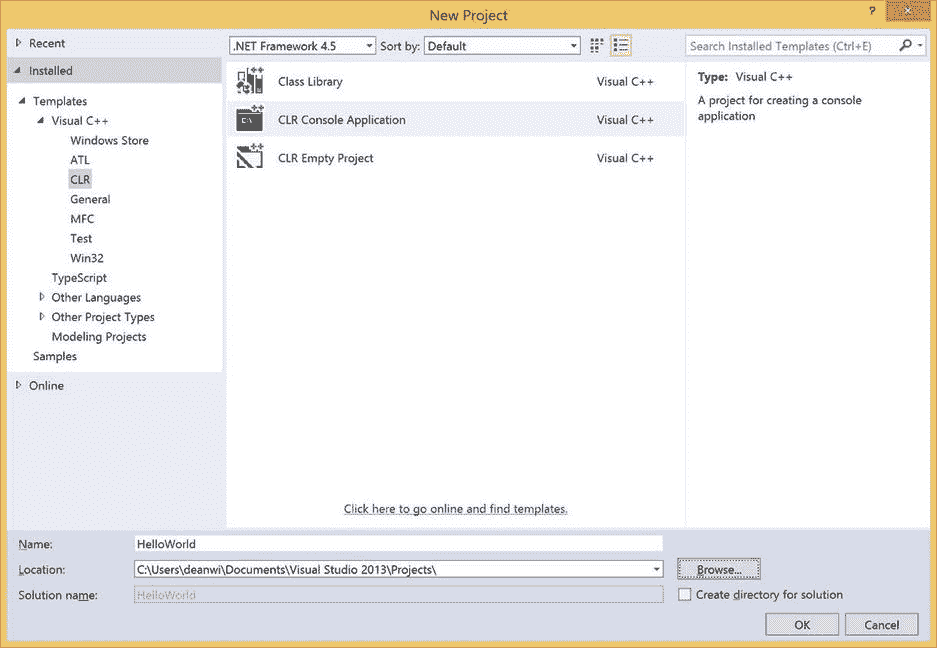 New Project
?
Recent
.NET Framework 4.5
Sort by:
Default
Search Installed Templates (Ctrl+E)
Installed
Templates
Visual C++
Windows Store
ATL
CLR
General
MFC
Test
Win32
TypeScript
Other Languages
Other Project Types
Modeling Projects
Samples
Online
Class Library Visual C++
CLR Console Application Visual C++
CLR Empty Project Visual C++
Type: Visual C++
A project for creating a console
application
Click here to go online and find templates.
Name: HelloWorld
Location: C:\Users\deanwi\Documents\Visual Studio 2013\Projects\
Browse...
Solution name: HelloWorld
Create directory for solution
OK
Cancel